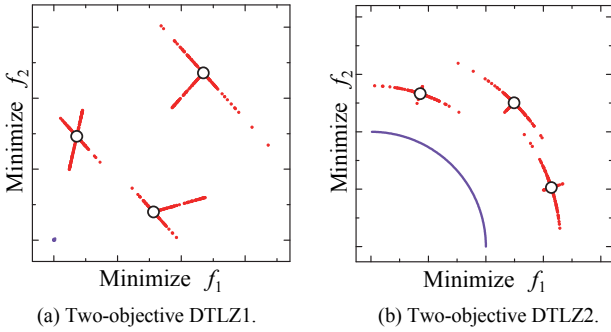 Minimize f2
Minimize f1
(a) Two-objective DTLZ1.
(a)
Minimize f2
Minimize f1
(b)
(b) Two-objective DTLZ2.